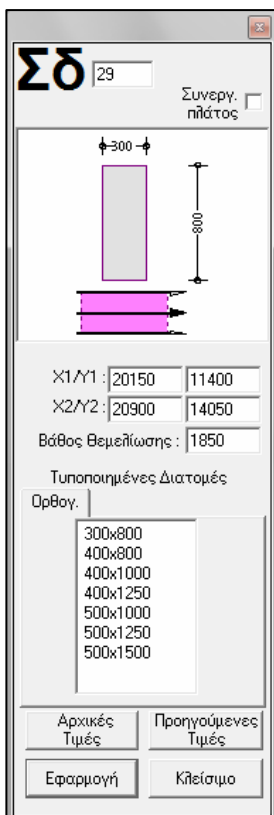 Σδ 29
Συνεργ.
πλάτος
300
800
X1/Y1: 20150 11400
X2/Y2: 20900 14050
Βάθος Θεμελίωσης : 1850
Τυποποιημένες Διατομές
Ορθογ.
300x800
400x800
400x1000
400x1250
500x1000
500x1250
500x1500
Αρχικές Τιμές
Προηγούμενες Τιμές
Εφαρμογή
Κλείσιμο